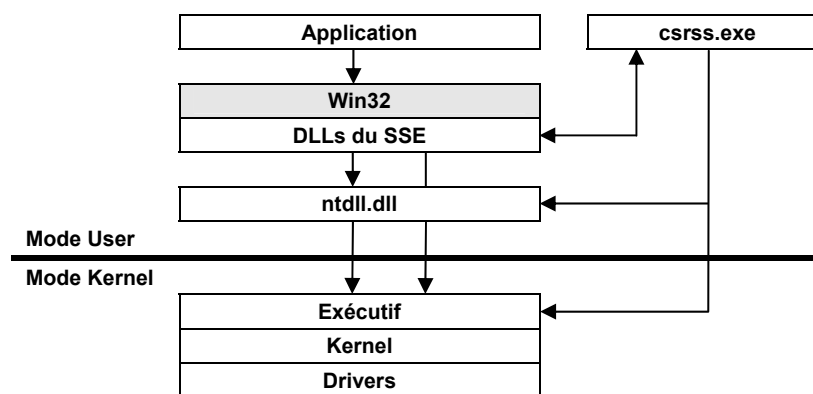 Application
csrss.exe
Win32
DLLs du SSE
ntdll.dll
Mode User
Mode Kernel
Exécutif
Kernel
Drivers